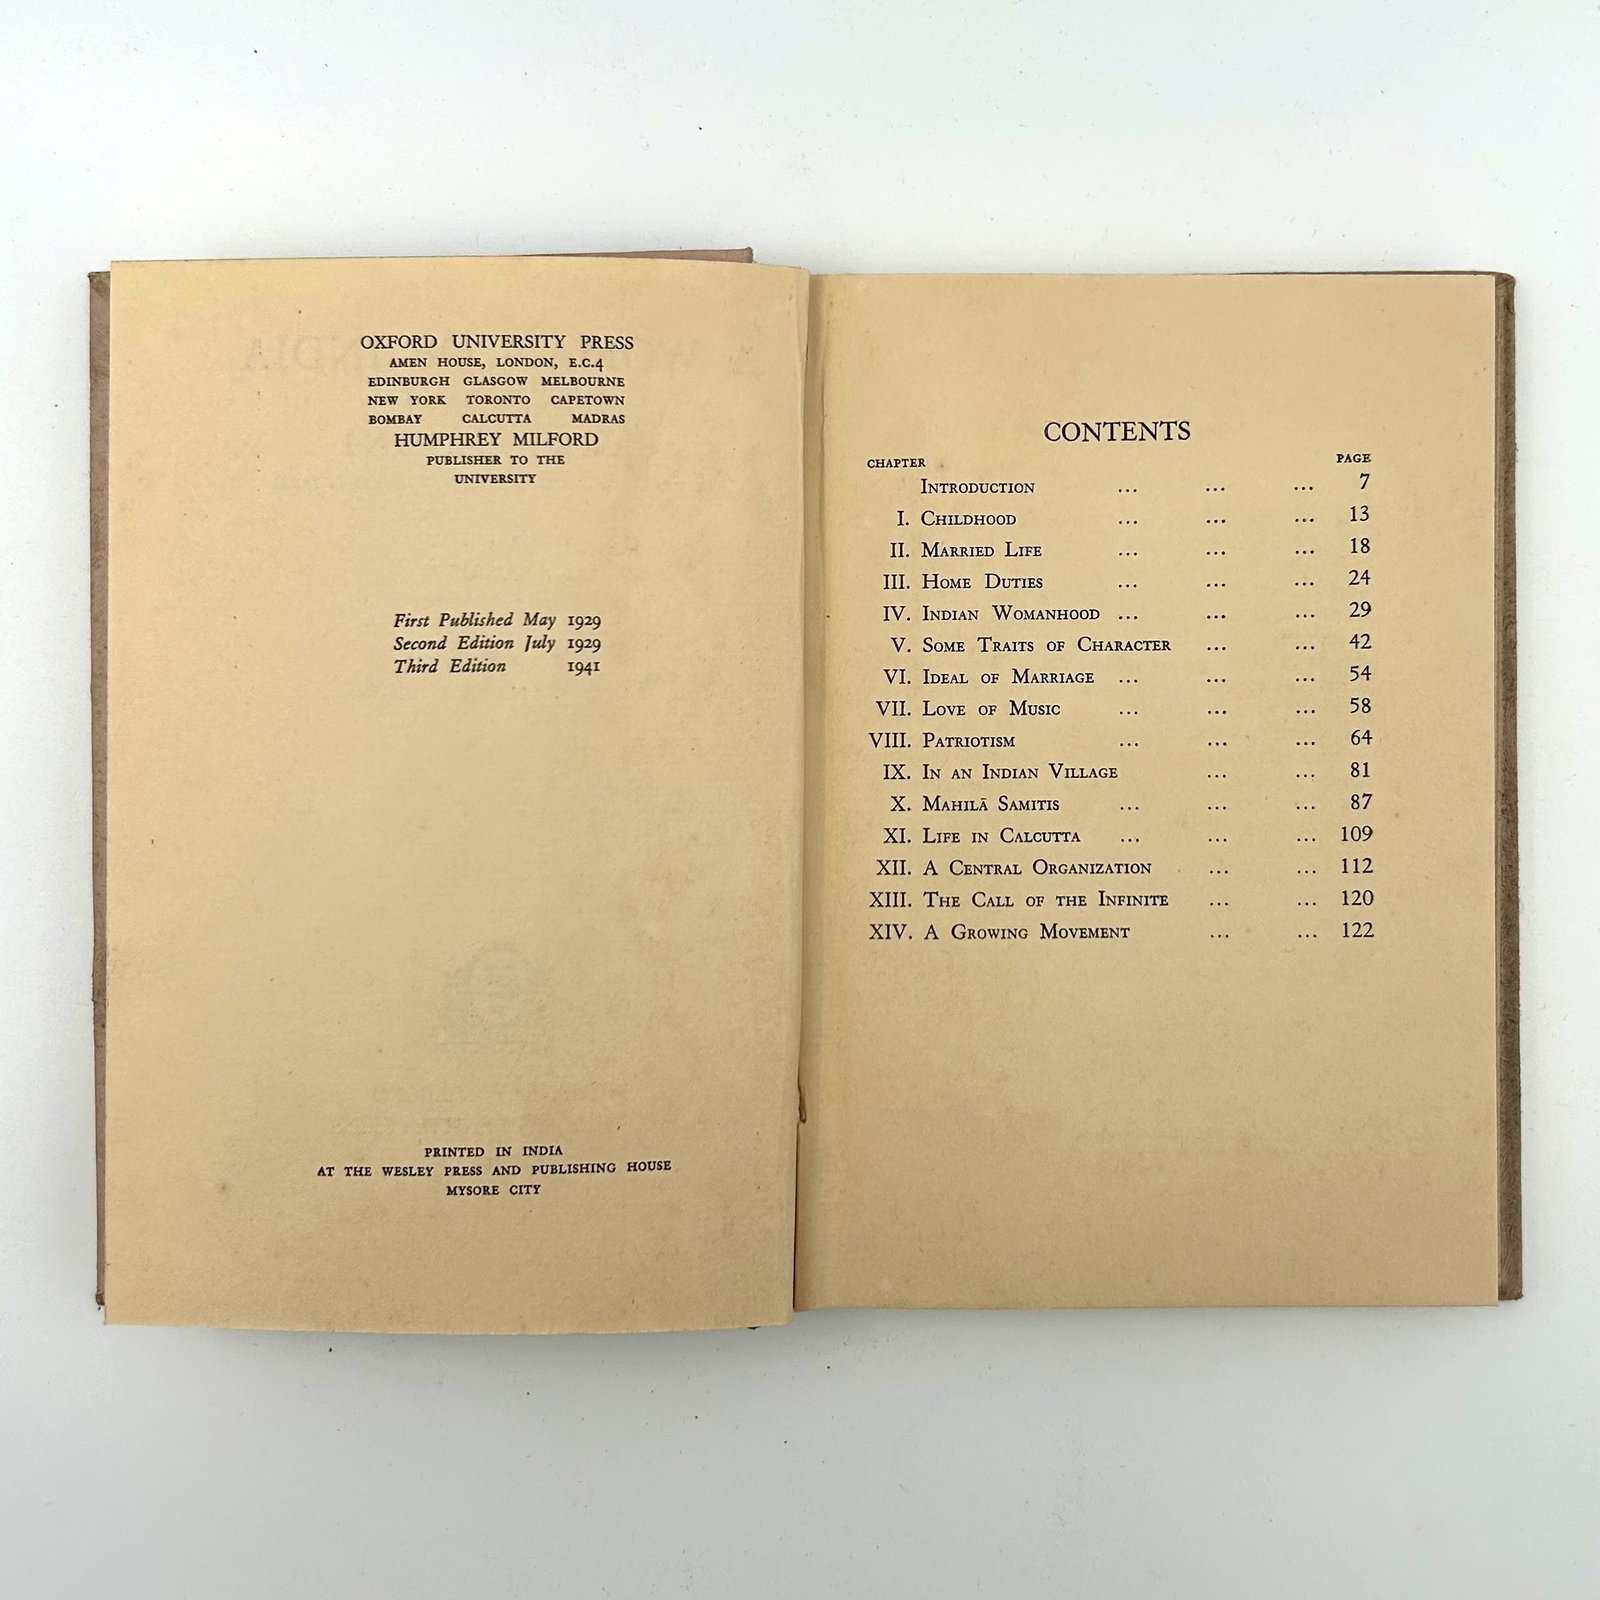 OXFORD UNIVERSITY PRESS
AMEN HOUSE, LONDON, E.C.4
EDINBURGH GLASGOW MELBOURNE
NEW YORK TORONTO CAPETOWN
BOMBAY CALCUTTA MADRAS
HUMPHREY MILFORD
PUBLISHER TO THE
UNIVERSITY
First Published May 1929
Second Edition July 1929
Third Edition 1941
PRINTED IN INDIA
AT THE WESLEY PRESS AND PUBLISHING HOUSE
MYSORE CITY
CONTENTS
CHAPTER PAGE
Introduction ... ... ... 7
I. Childhood ... ... ... 13
II. Married Life ... ... ... 18
III. Home Duties ... ... ... 24
IV. Indian Womanhood ... ... ... 29
V. Some Traits of Character ... ... 42
VI. Ideal of Marriage ... ... ... 54
VII. Love of Music ... ... ... 58
VIII. Patriotism ... ... ... 64
IX. In an Indian Village ... ... 81
X. Mahilā Samitis ... ... ... 87
XI. Life in Calcutta ... ... ... 109
XII. A Central Organization ... ... 112
XIII. The Call of the Infinite ... ... 120
XIV. A Growing Movement ... ... 122